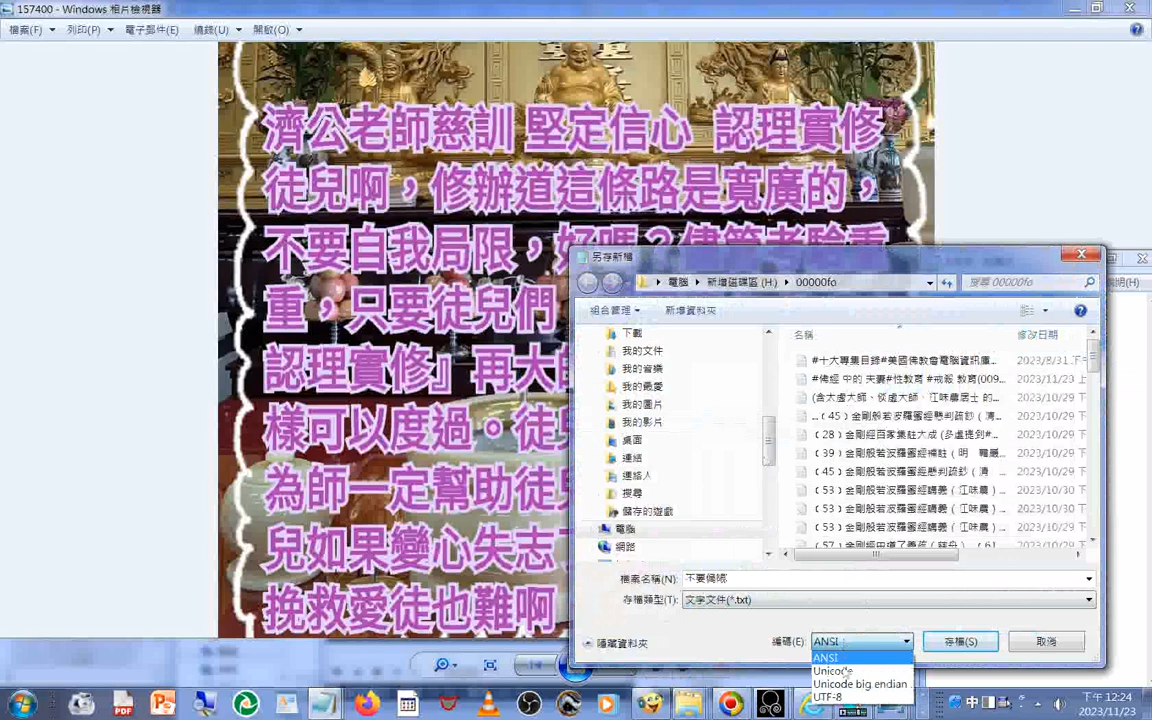 157400 - Windows 相片檢視器
檔案(F) 列印(P) 電子郵件(E) 燒錄(U) 開啟(O)
濟公老師慈訓 堅定信心 認理實修
徒兒啊，修辦道這條路是寬廣的，
不要自我局限，好嗎？儘管考驗重
重，只要徒兒們
認理實修』再大
樣可以度過。徒
為師一定幫助徒
兒如果變心失志
挽救愛徒也難啊
另存新檔
電腦 新增磁碟區 (H:) 00000fo 搜尋 00000fo
組合管理 新增資料夾
名稱 修改日期
下載
我的文件
我的音樂
我的最愛
我的圖片
我的影片
桌面
連結
連絡人
搜尋
儲存的遊戲
電腦
網路
#十大專集目錄#美國佛教會電腦資訊庫... 2023/8/31 下
#佛經 中的 夫妻#性教育 #戒殺 教育(009... 2023/11/23 上
(含太虛大師、倓虛大師、江味農居士 的... 2023/10/29 下
...（45）金剛般若波羅蜜經懸判疏鈔（清... 2023/10/29 下
（28）金剛經百家集註大成 2023/10/29 下
（39）金剛般若波羅蜜經補註（明 2023/10/29 下
（45）金剛般若波羅蜜經懸判疏鈔（清 2023/10/29 下
（53）金剛般若波羅蜜經講義（江味農）... 2023/10/30 下
（53）金剛般若波羅蜜經講義（江味農）... 2023/10/30 下
（53）金剛般若波羅蜜經講義（江味農）... 2023/10/29 下
檔案名稱(N): 不要
存檔類型(T): 文字文件(*.txt)
隱藏資料夾 編碼(E): ANSI 存檔(S) 取消
ANSI
Unicode
Unicode big endian
UTF-8
中
下午 12:24
2023/11/23